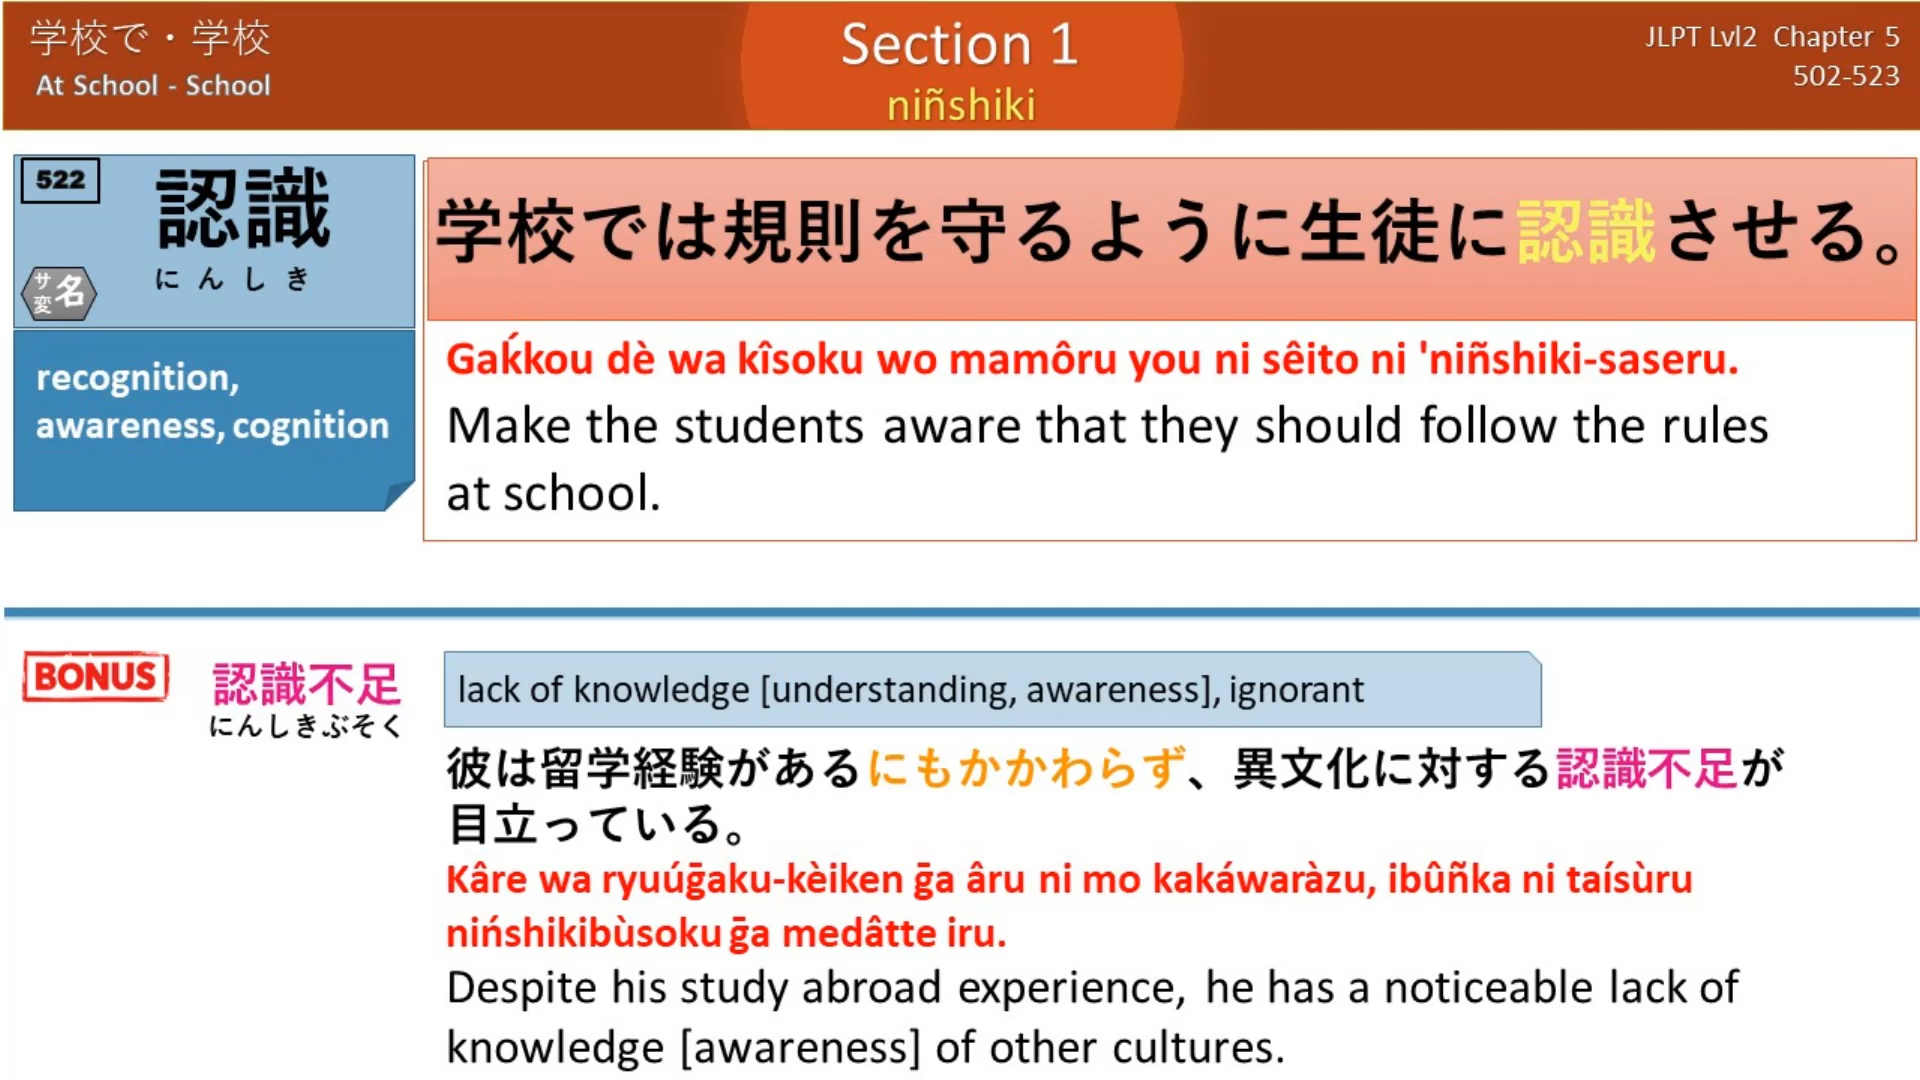 学校で・学校
At School - School
Section 1
niñshiki
JLPT Lvl2 Chapter 5
502-523
522
認識
にんしき
サ変
名
recognition,
awareness, cognition
学校では規則を守るように生徒に認識させる。
Gaḱkou dè wa kîsoku wo mamôru you ni sêito ni 'niñshiki-saseru.
Make the students aware that they should follow the rules
at school.
BONUS
認識不足
にんしきぶそく
lack of knowledge [understanding, awareness], ignorant
彼は留学経験があるにもかかわらず、異文化に対する認識不足が
目立っている。
Kâre wa ryuúḡaku-kèiken ḡa âru ni mo kakáwaràzu, ibûñka ni taísùru
nińshikibùsoku ḡa medâtte iru.
Despite his study abroad experience, he has a noticeable lack of
knowledge [awareness] of other cultures.